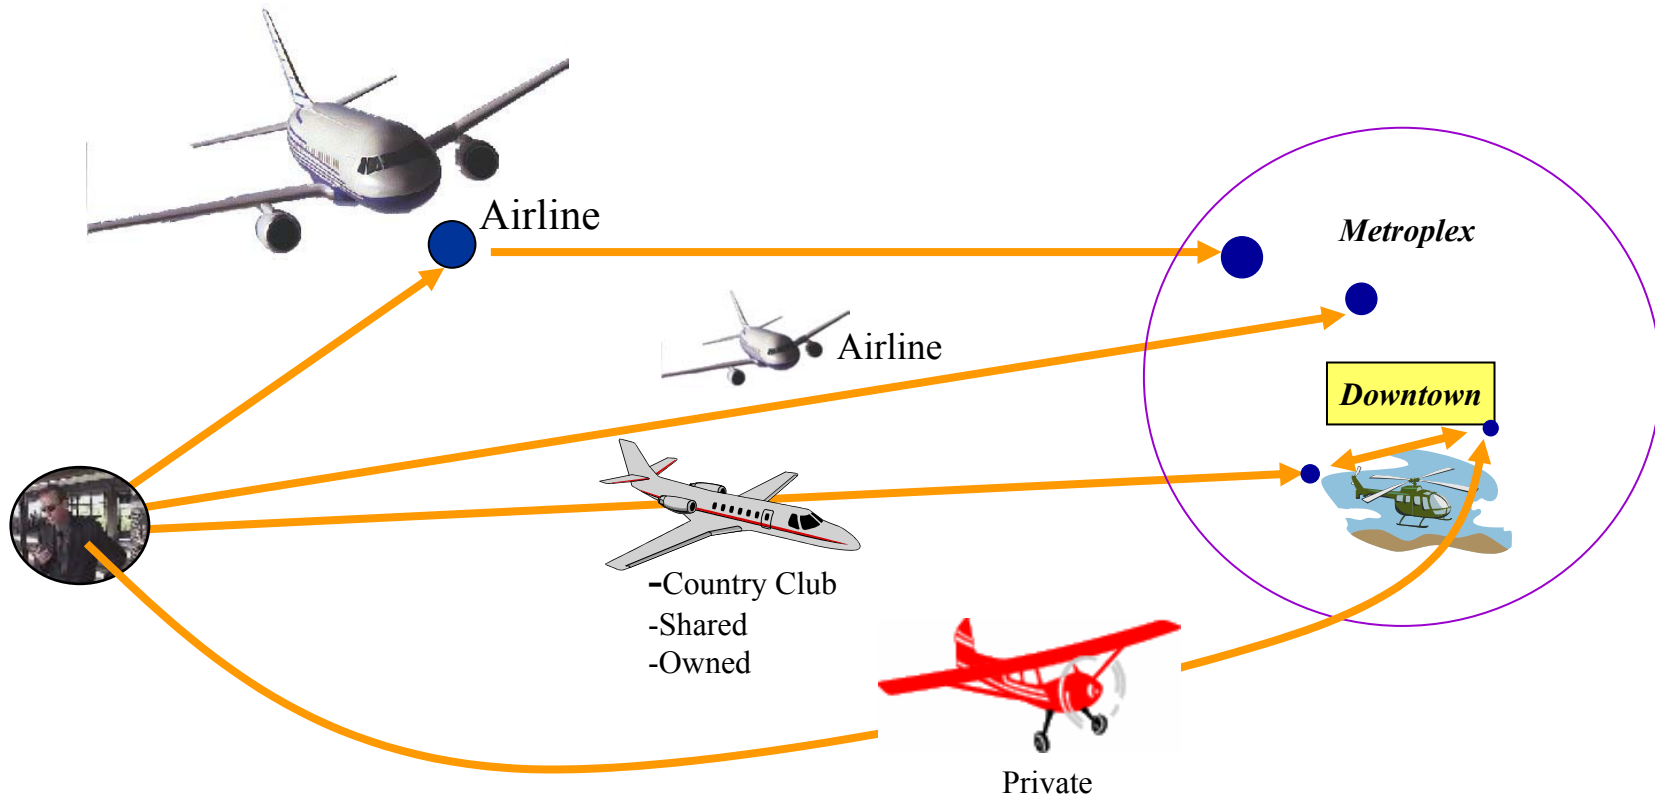 Airline
Metroplex
Airline
Downtown
-Country Club
-Shared
-Owned
Private